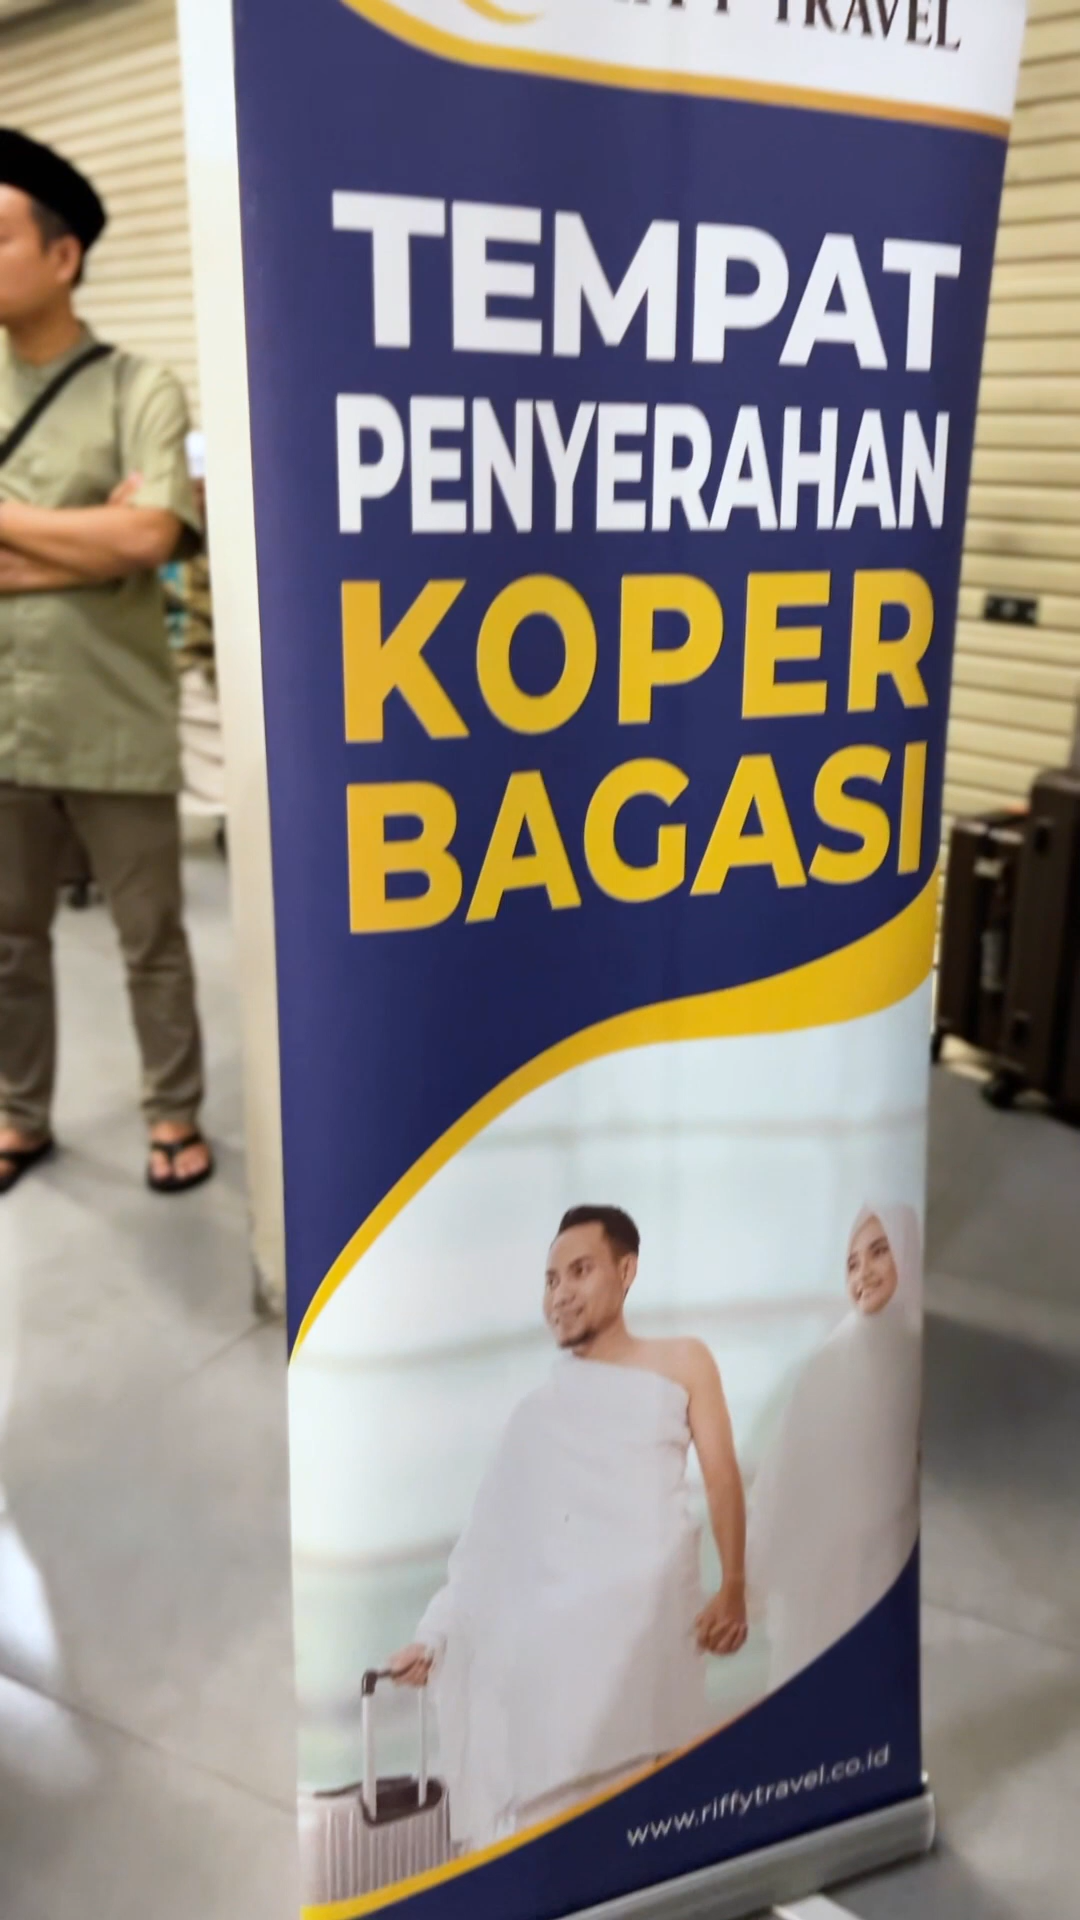 TRAVEL
TEMPAT
PENYERAHAN
KOPER
BAGASI
www.riffytravel.co.id